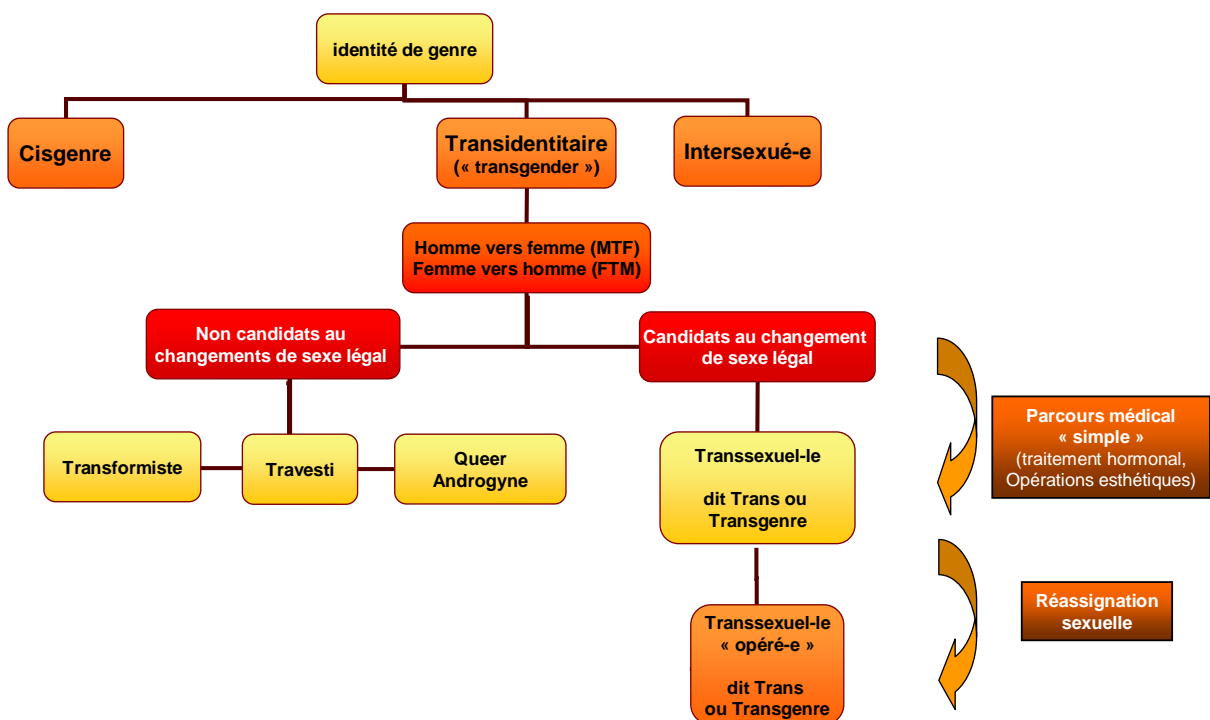 identité de genre
Cisgenre
Transidentitaire
(« transgender »)
Intersexué-e
Homme vers femme (MTF)
Femme vers homme (FTM)
Non candidats au
changements de sexe légal
Candidats au changement
de sexe légal
Parcours médical
« simple »
(traitement hormonal,
Opérations esthétiques)
Transformiste
Travesti
Queer
Androgyne
Transsexuel-le
dit Trans ou
Transgenre
Réassignation
sexuelle
Transsexuel-le
« opéré-e »
dit Trans
ou Transgenre